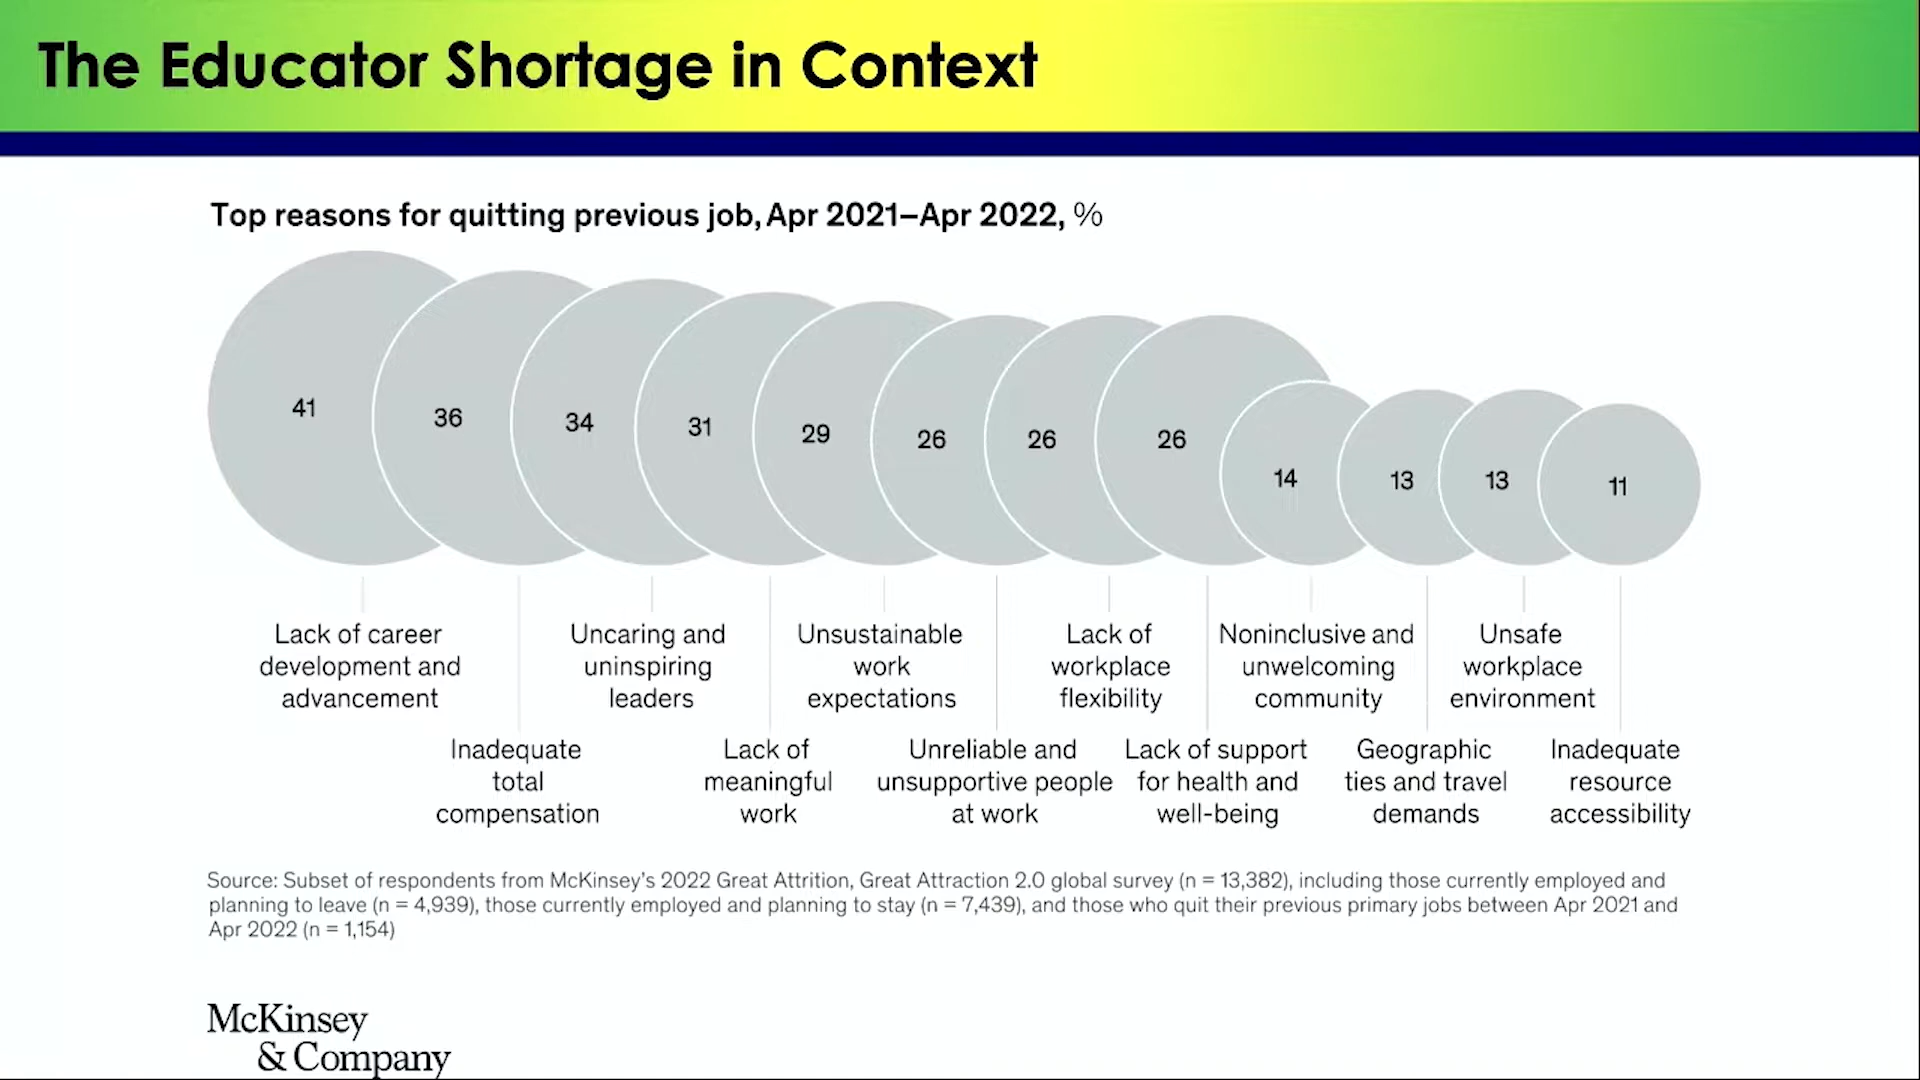 The Educator Shortage in Context
Top reasons for quitting previous job, Apr 2021–Apr 2022, %
41
36
34
31
29
26
26
26
14
13
13
11
Lack of career
development and
advancement
Inadequate
total
compensation
Uncaring and
uninspiring
leaders
Lack of
meaningful
work
Unsustainable
work
expectations
Unreliable and
unsupportive people
at work
Lack of
workplace
flexibility
Lack of support
for health and
well-being
Noninclusive and
unwelcoming
community
Geographic
ties and travel
demands
Unsafe
workplace
environment
Inadequate
resource
accessibility
Source: Subset of respondents from McKinsey's 2022 Great Attrition, Great Attraction 2.0 global survey (n = 13,382), including those currently employed and
planning to leave (n = 4,939), those currently employed and planning to stay (n = 7,439), and those who quit their previous primary jobs between Apr 2021 and
Apr 2022 (n = 1,154)
McKinsey
& Company